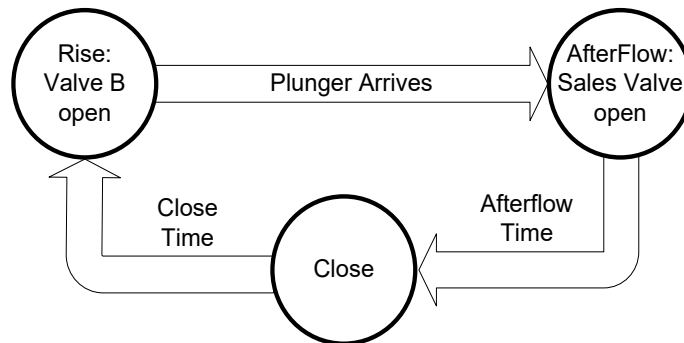 Rise:
Valve B
open
Plunger Arrives
AfterFlow:
Sales Valve
open
Close
Time
Afterflow
Time
Close